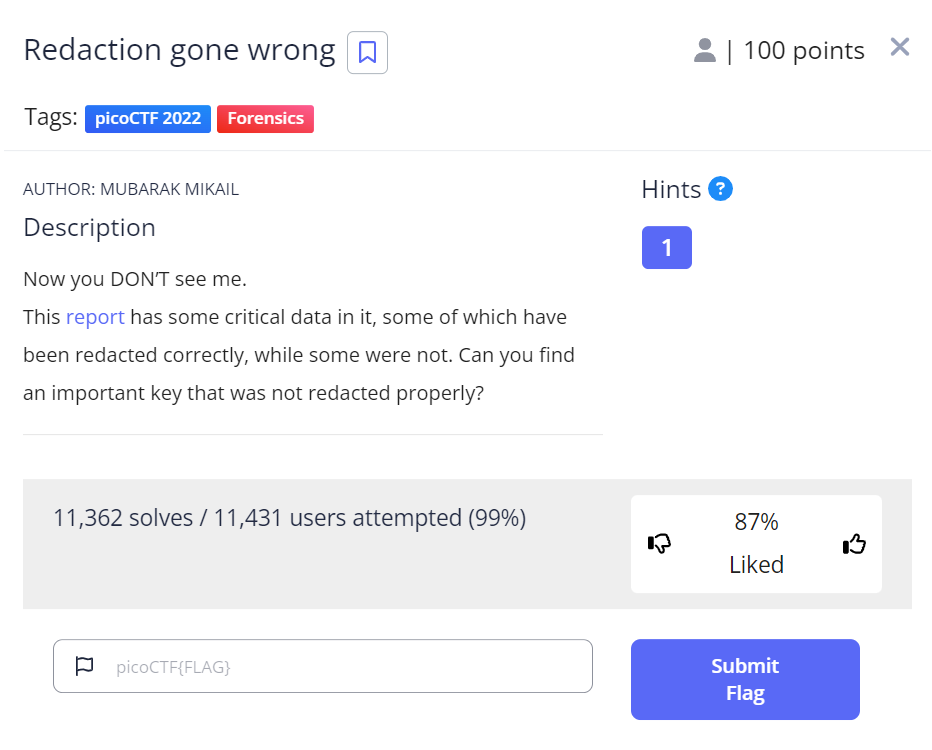 Redaction gone wrong
| 100 points
Tags: picoCTF 2022 Forensics
AUTHOR: MUBARAK MIKAIL
Hints ?
Description
1
Now you DON'T see me.
This report has some critical data in it, some of which have
been redacted correctly, while some were not. Can you find
an important key that was not redacted properly?
11,362 solves / 11,431 users attempted (99%)
87%
Liked
picoCTF{FLAG}
Submit
Flag